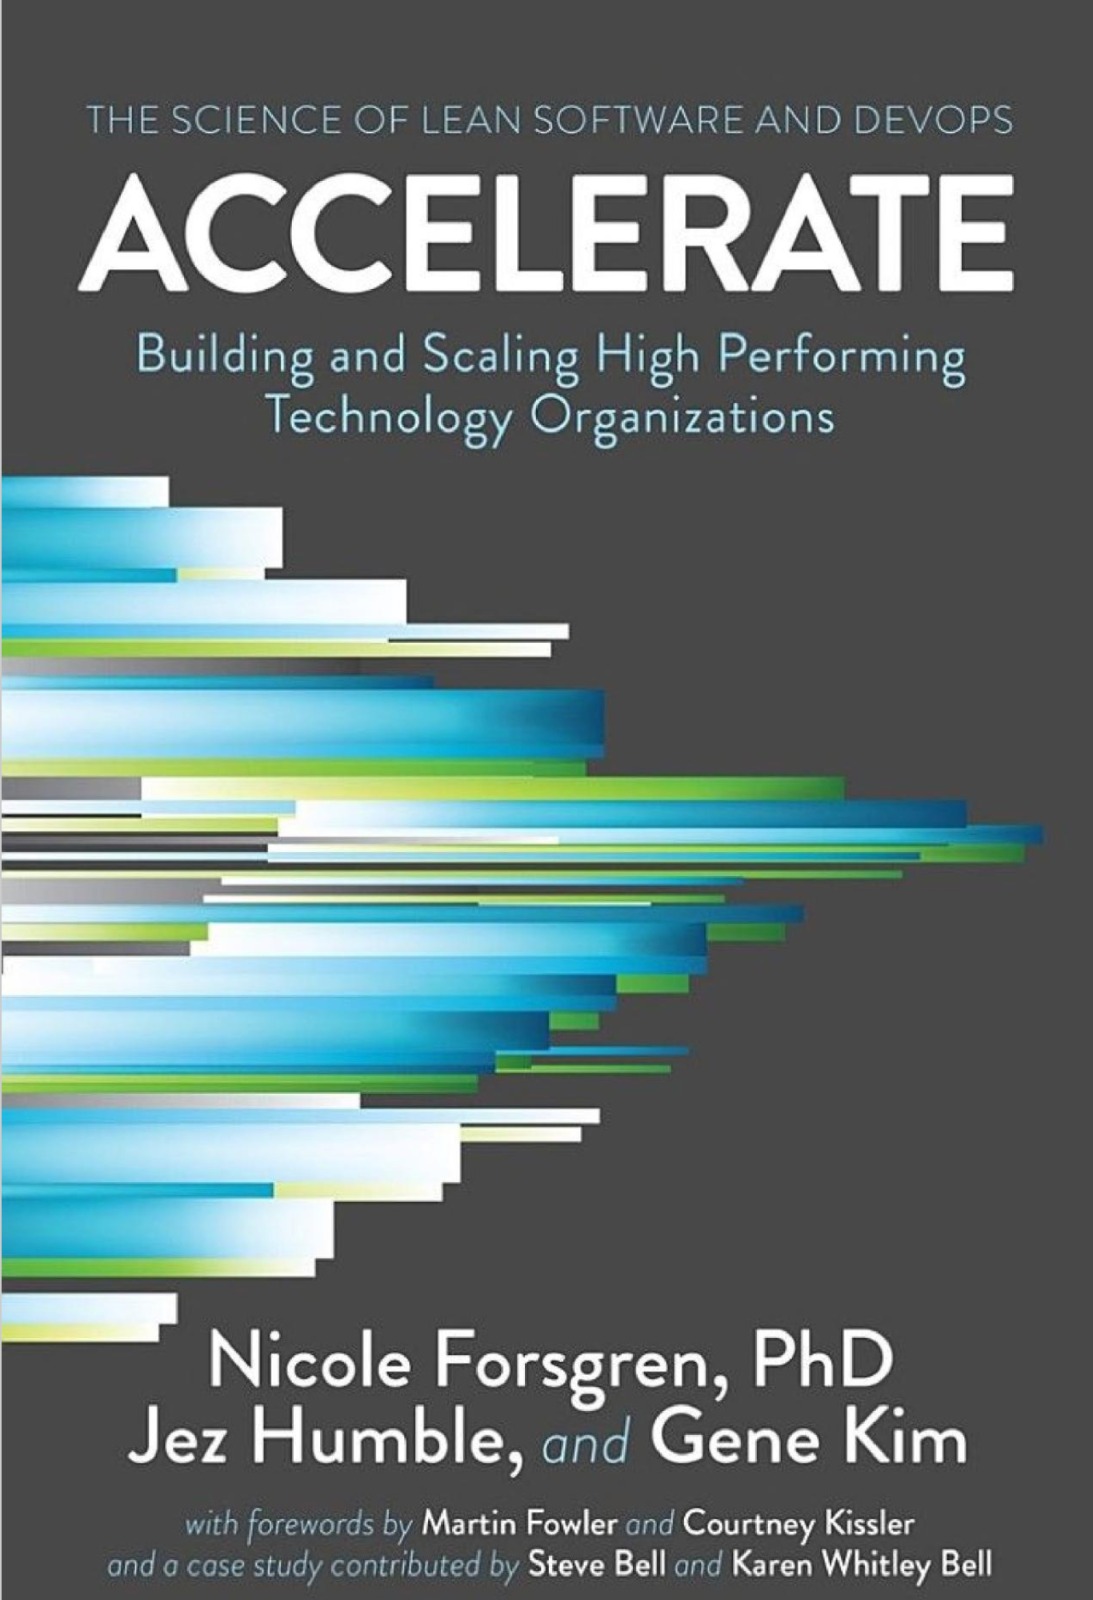 THE SCIENCE OF LEAN SOFTWARE AND DEVOPS
ACCELERATE
Building and Scaling High Performing
Technology Organizations
Nicole Forsgren, PhD
Jez Humble, and Gene Kim
with forewords by Martin Fowler and Courtney Kissler
and a case study contributed by Steve Bell and Karen Whitley Bell